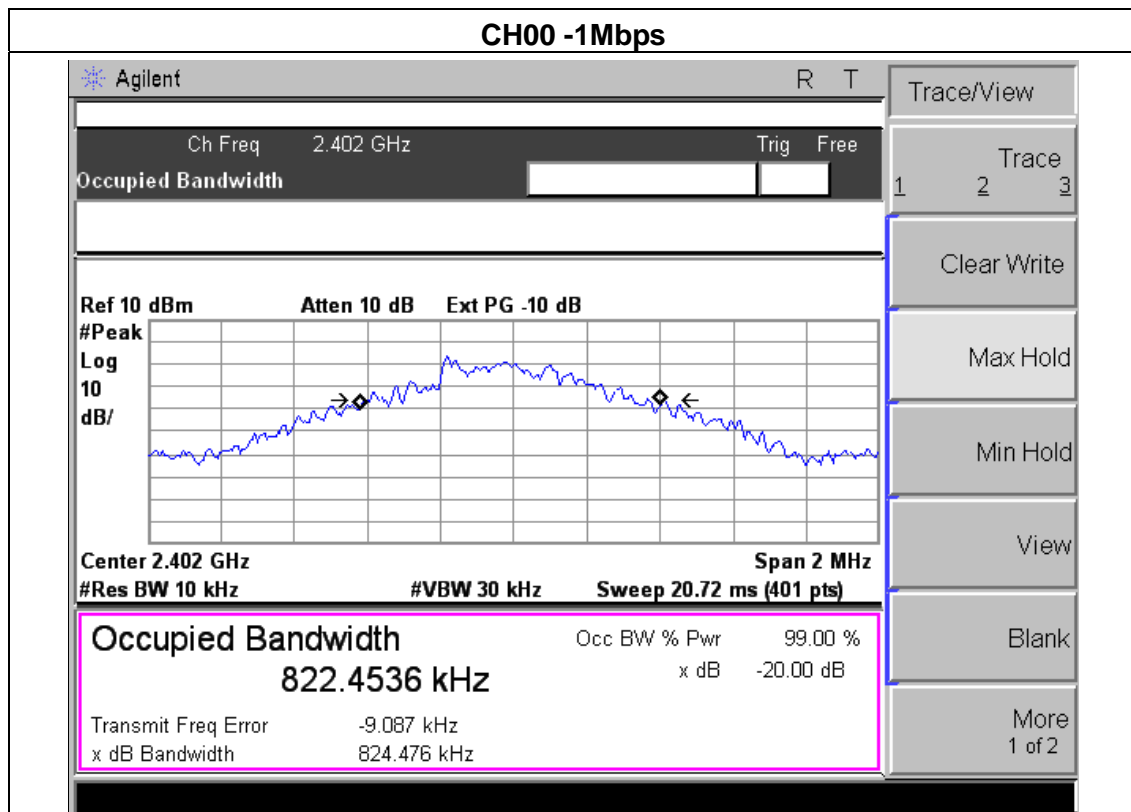 CH00 -1Mbps
Agilent R T
Ch Freq 2.402 GHz Trig Free
Occupied Bandwidth
Ref 10 dBm Atten 10 dB Ext PG -10 dB
#Peak
Log
10
dB/
Center 2.402 GHz Span 2 MHz
#Res BW 10 kHz #VBW 30 kHz Sweep 20.72 ms (401 pts)
Occupied Bandwidth Occ BW % Pwr 99.00 %
822.4536 kHz x dB -20.00 dB
Transmit Freq Error -9.087 kHz
x dB Bandwidth 824.476 kHz
Trace/View
Trace
1 2 3
Clear Write
Max Hold
Min Hold
View
Blank
More
1 of 2